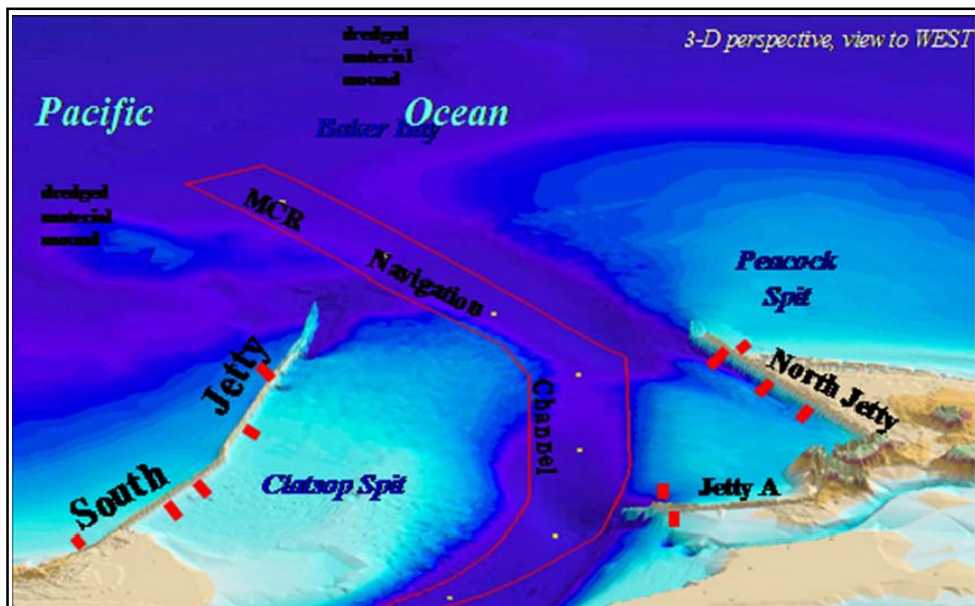 dredged
material
mound
3-D perspective, view to WEST
Pacific
Ocean
Baker Bay
dredged
material
mound
MCR
Navigation
Channel
Peacock
Spit
North Jetty
South Jetty
Clatsop Spit
Jetty A